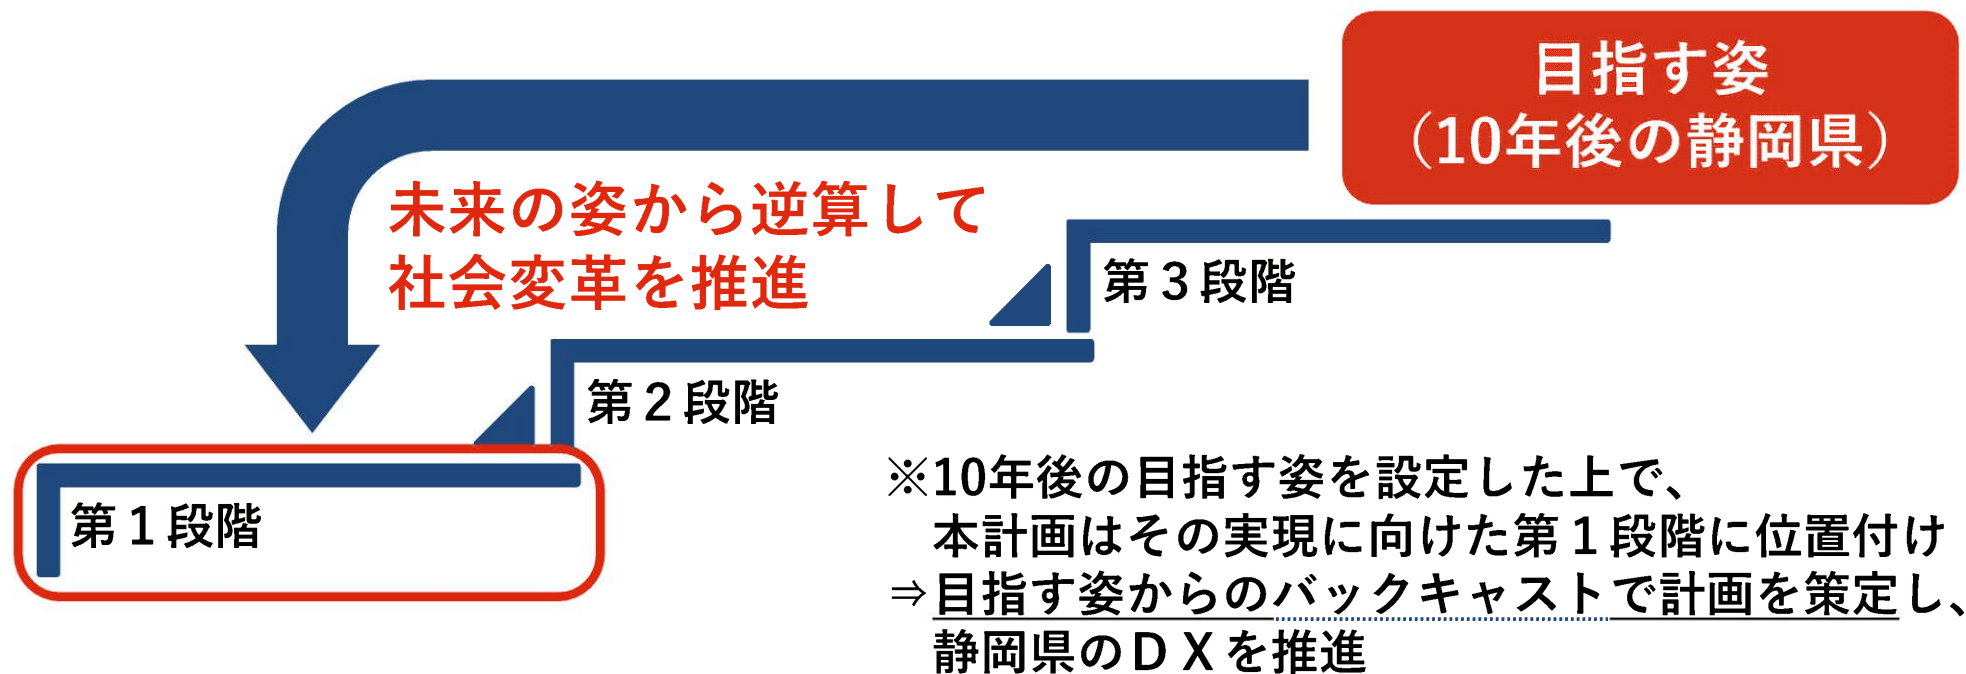 目指す姿
（10年後の静岡県）
未来の姿から逆算して
社会変革を推進
第３段階
第２段階
第１段階
※10年後の目指す姿を設定した上で、
本計画はその実現に向けた第１段階に位置付け
⇒目指す姿からのバックキャストで計画を策定し、
静岡県のＤＸを推進